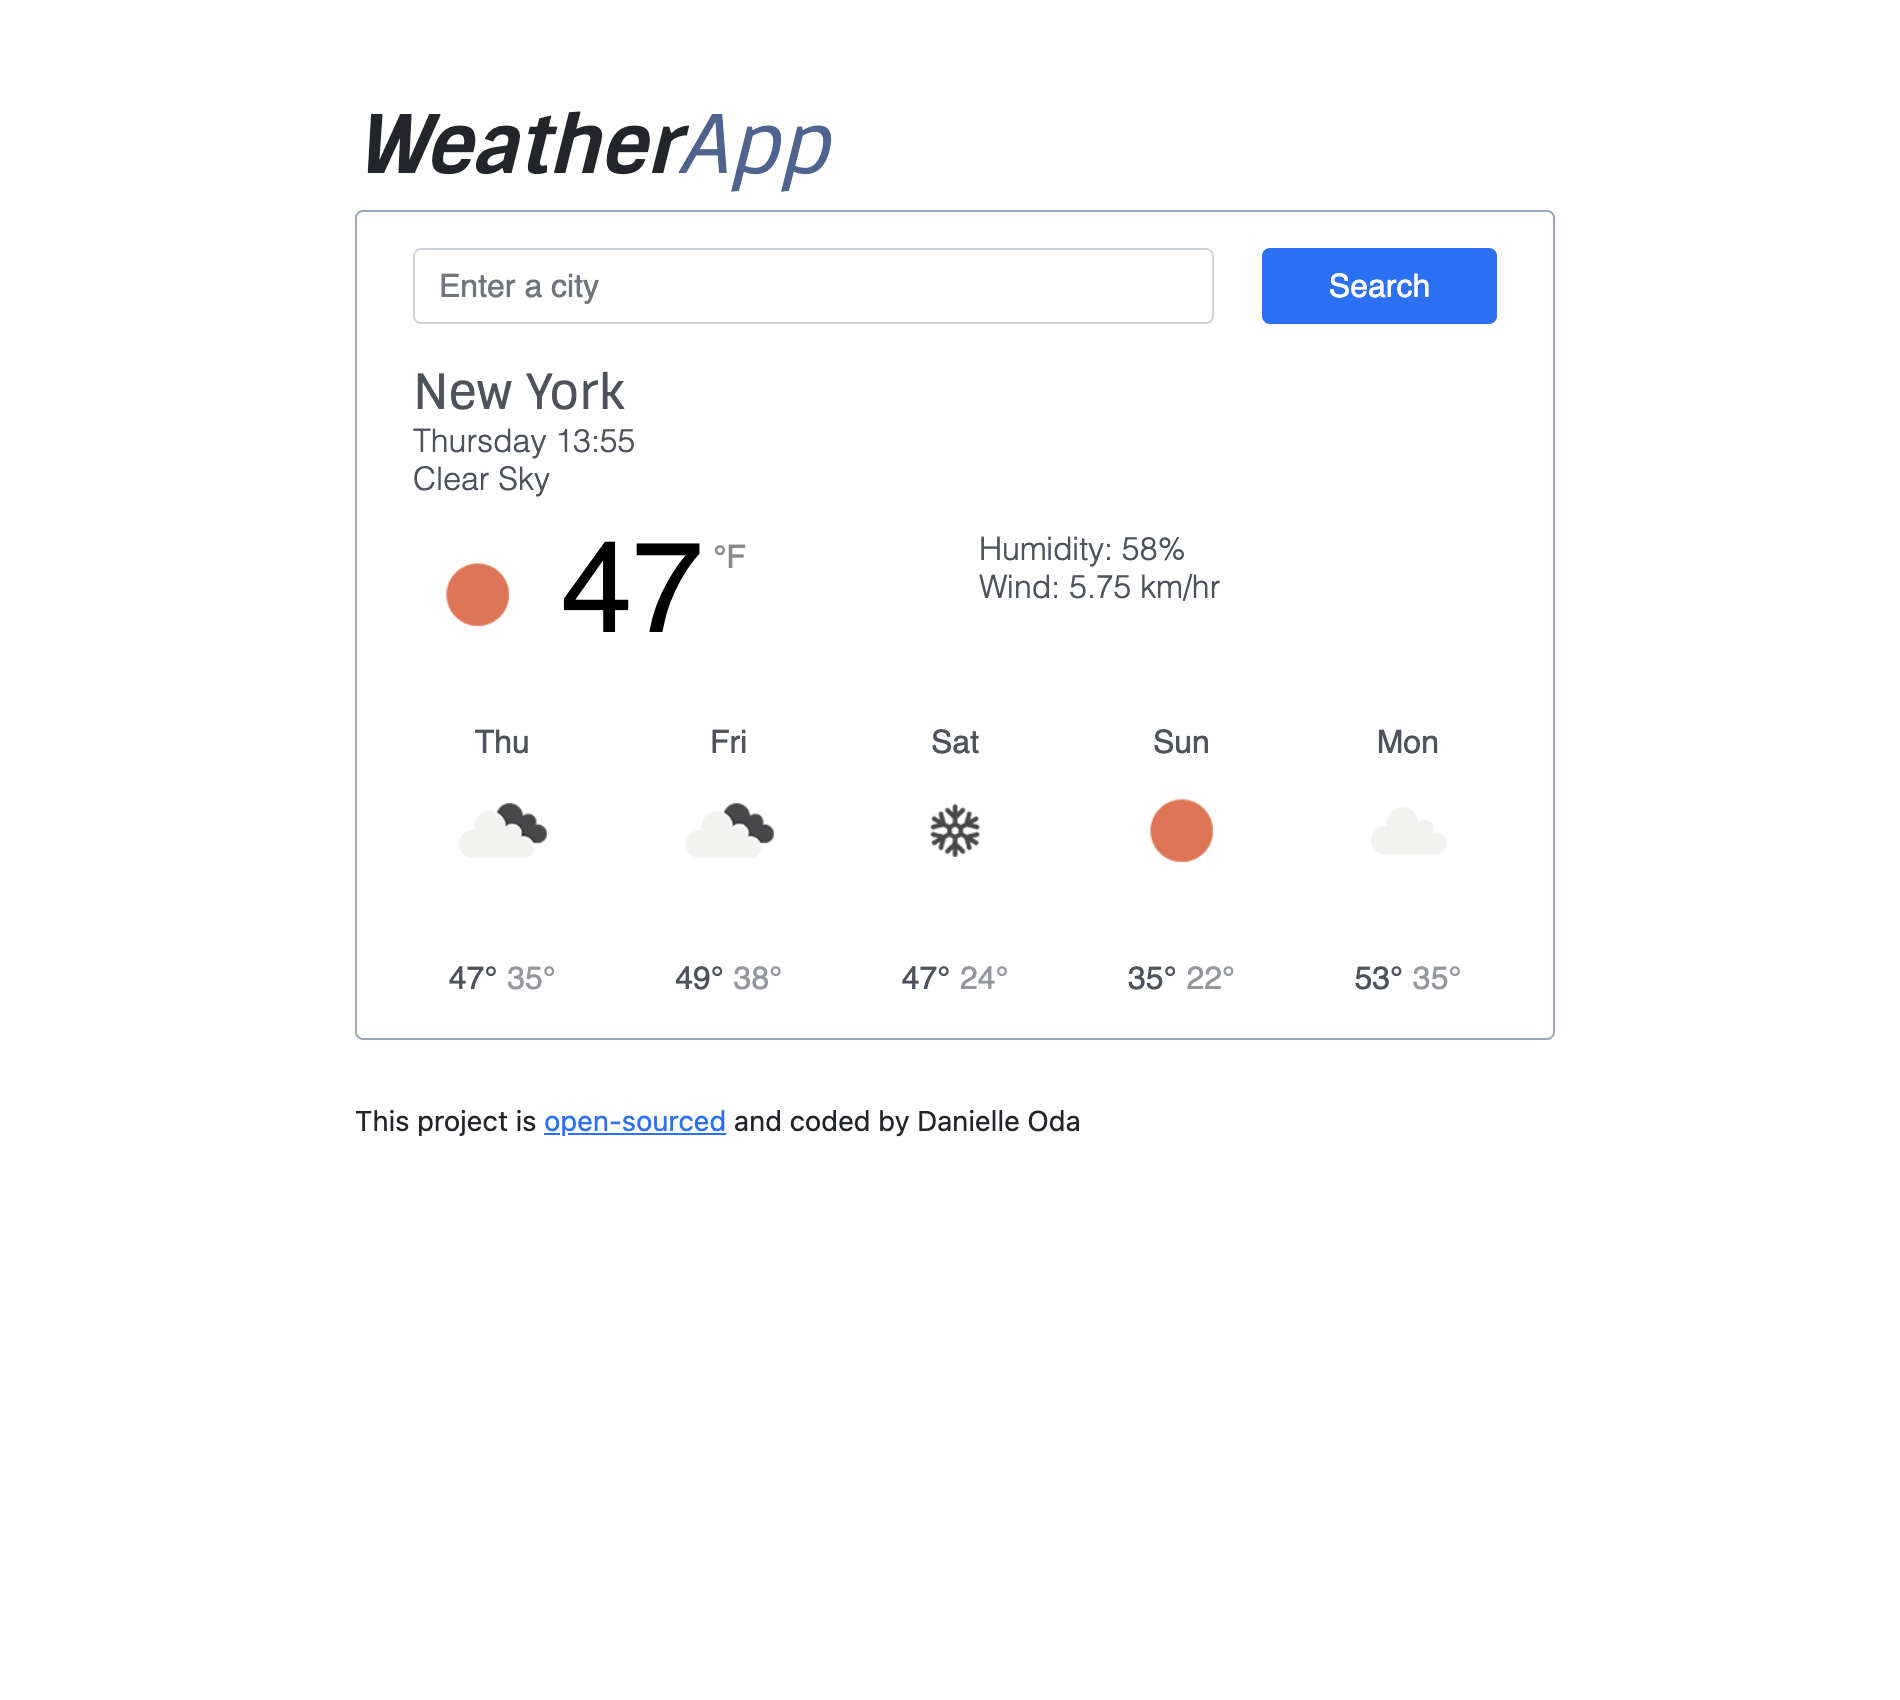 WeatherApp
Enter a city
Search
New York
Thursday 13:55
Clear Sky
47 °F
Humidity: 58%
Wind: 5.75 km/hr
Thu Fri Sat Sun Mon
47° 35° 49° 38° 47° 24° 35° 22° 53° 35°
This project is open-sourced and coded by Danielle Oda